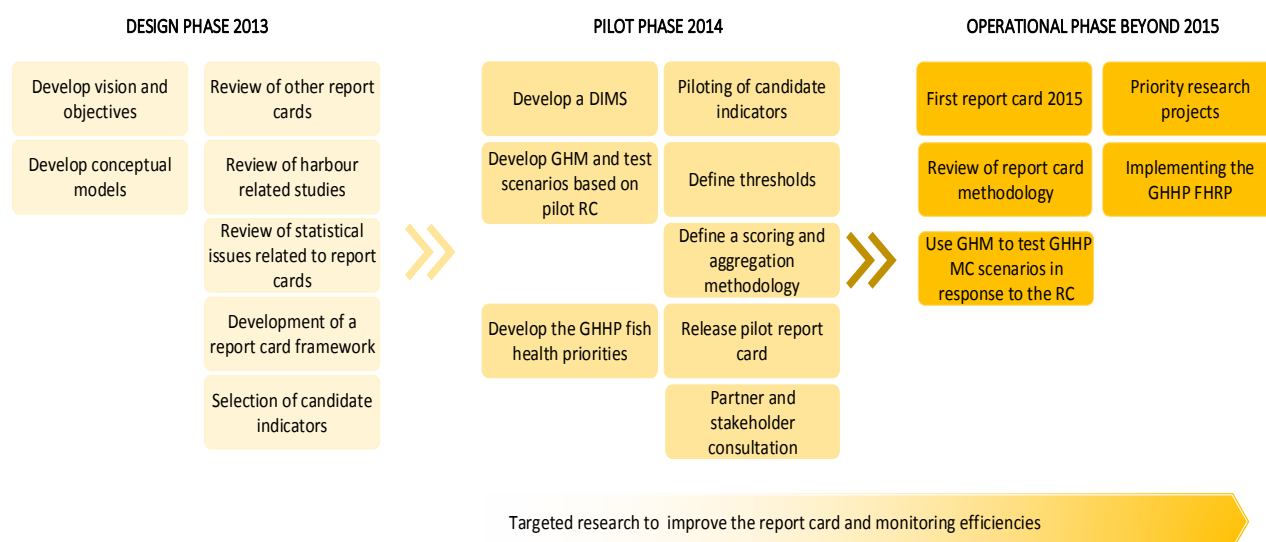 DESIGN PHASE 2013
Develop vision and
objectives
Develop conceptual
models
Review of other report
cards
Review of harbour
related studies
Review of statistical
issues related to report
cards
Development of a
report card framework
Selection of candidate
indicators
PILOT PHASE 2014
Develop a DIMS
Develop GHM and test
scenarios based on
pilot RC
Develop the GHHP fish
health priorities
Piloting of candidate
indicators
Define thresholds
Define a scoring and
aggregation
methodology
Release pilot report
card
Partner and
stakeholder
consultation
OPERATIONAL PHASE BEYOND 2015
First report card 2015
Review of report card
methodology
Use GHM to test GHHP
MC scenarios in
response to the RC
Priority research
projects
Implementing the
GHHP FHRP
Targeted research to improve the report card and monitoring efficiencies